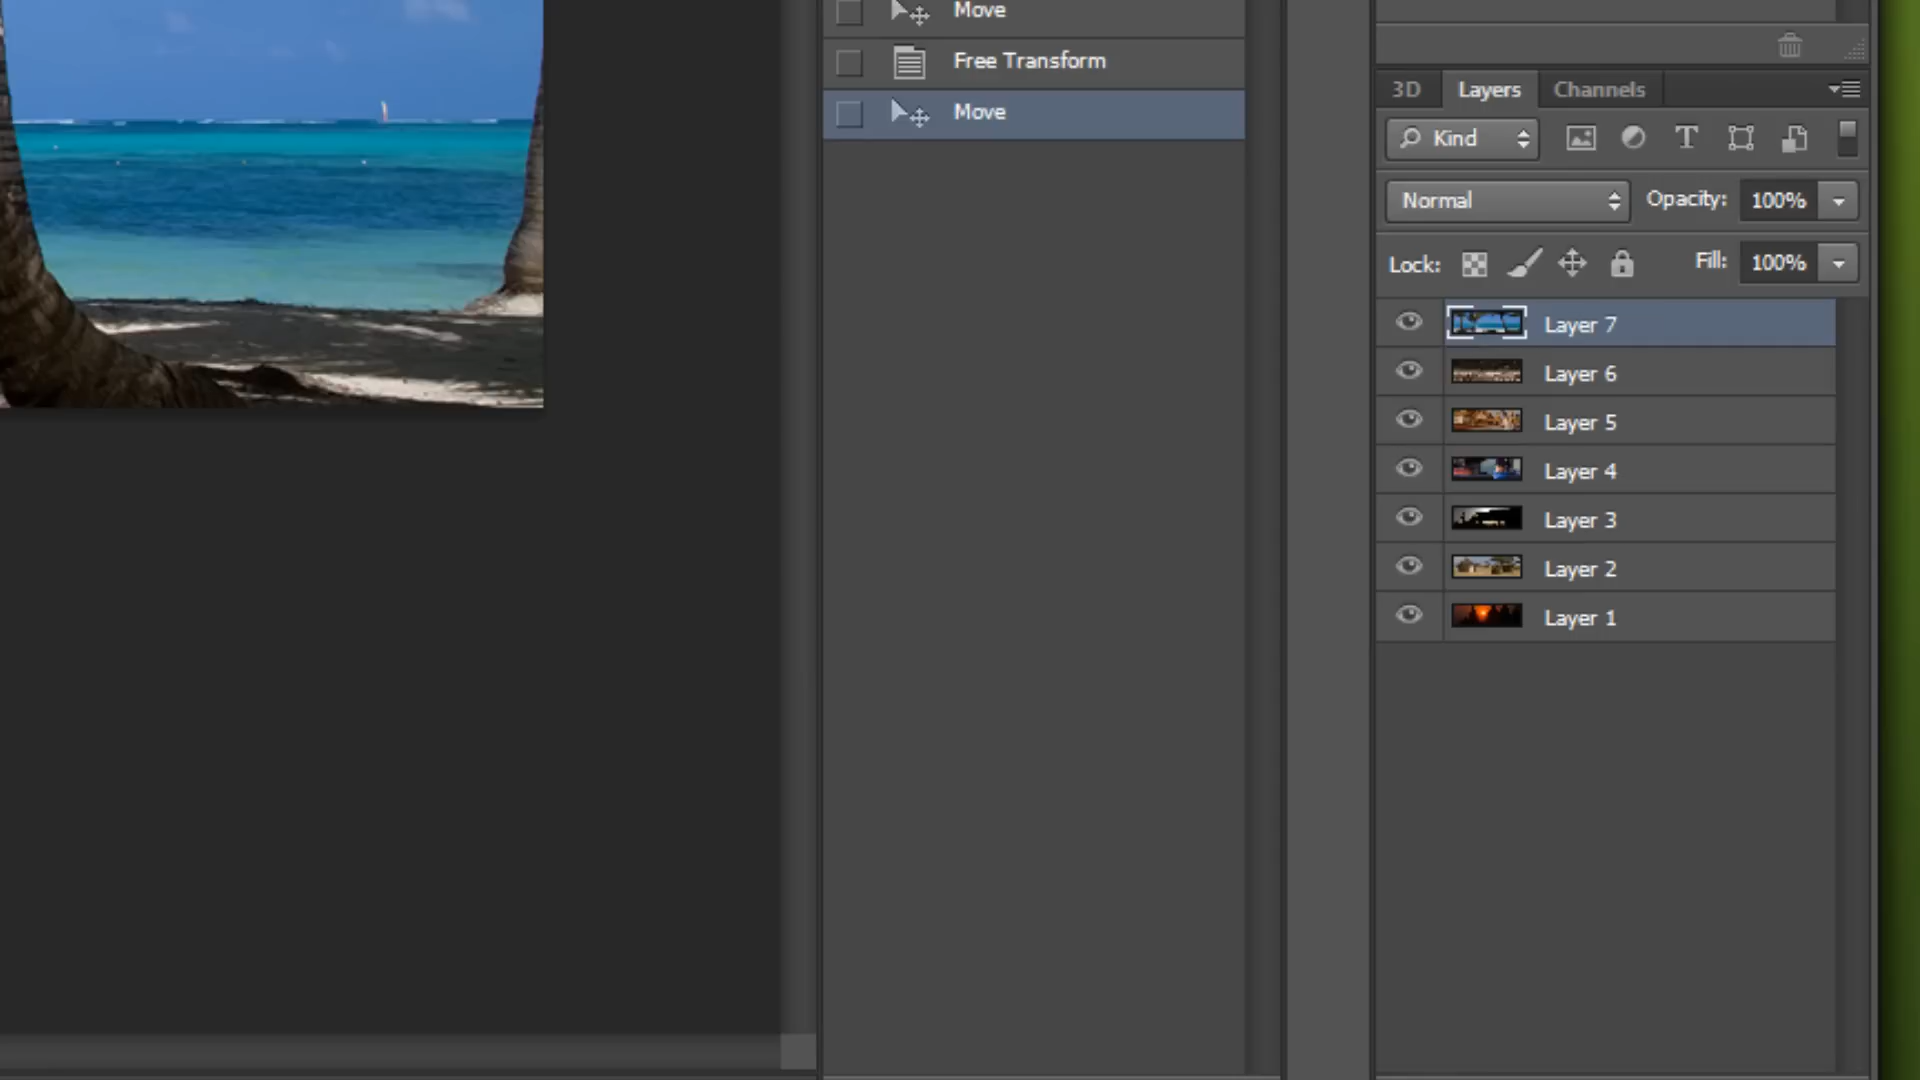 Move
Free Transform
Move
3D Layers Channels
Kind
Normal Opacity: 100%
Lock: Fill: 100%
Layer 7
Layer 6
Layer 5
Layer 4
Layer 3
Layer 2
Layer 1